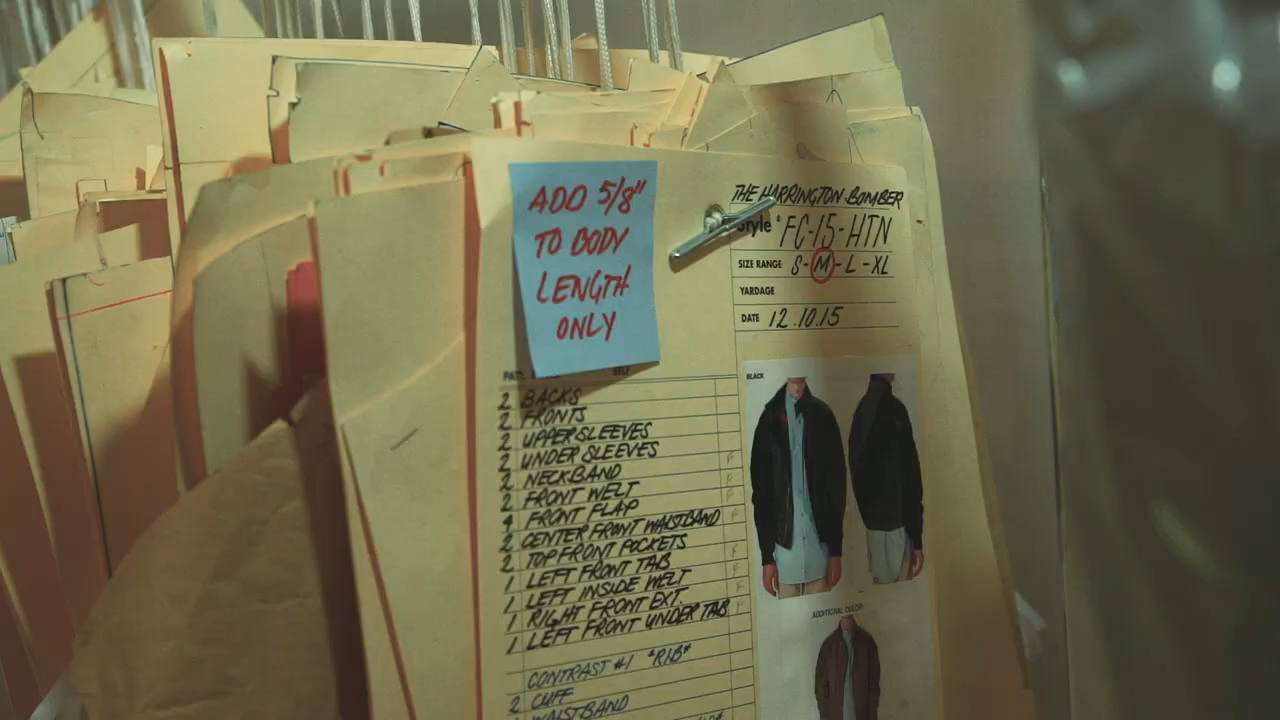 ADD 5/8"
TO BODY
LENGTH
ONLY
THE HARRINGTON BOMBER
Style FC-15-HTN
SIZE RANGE S-M-L-XL
YARDAGE
DATE 12.10.15
SELF
2 BACKS
2 FRONTS
2 UPPER SLEEVES
2 UNDER SLEEVES
2 NECKBAND
2 FRONT WELT
4 FRONT FLAP
2 CENTER FRONT WAISTBAND
2 TOP FRONT POCKETS
1 LEFT FRONT TAB
1 LEFT INSIDE WELT
1 RIGHT FRONT EXT.
1 LEFT FRONT UNDER TAB
CONTRAST #1 "RIB"
2 CUFF
WAISTBAND
BLACK
ADDITIONAL COLOR: